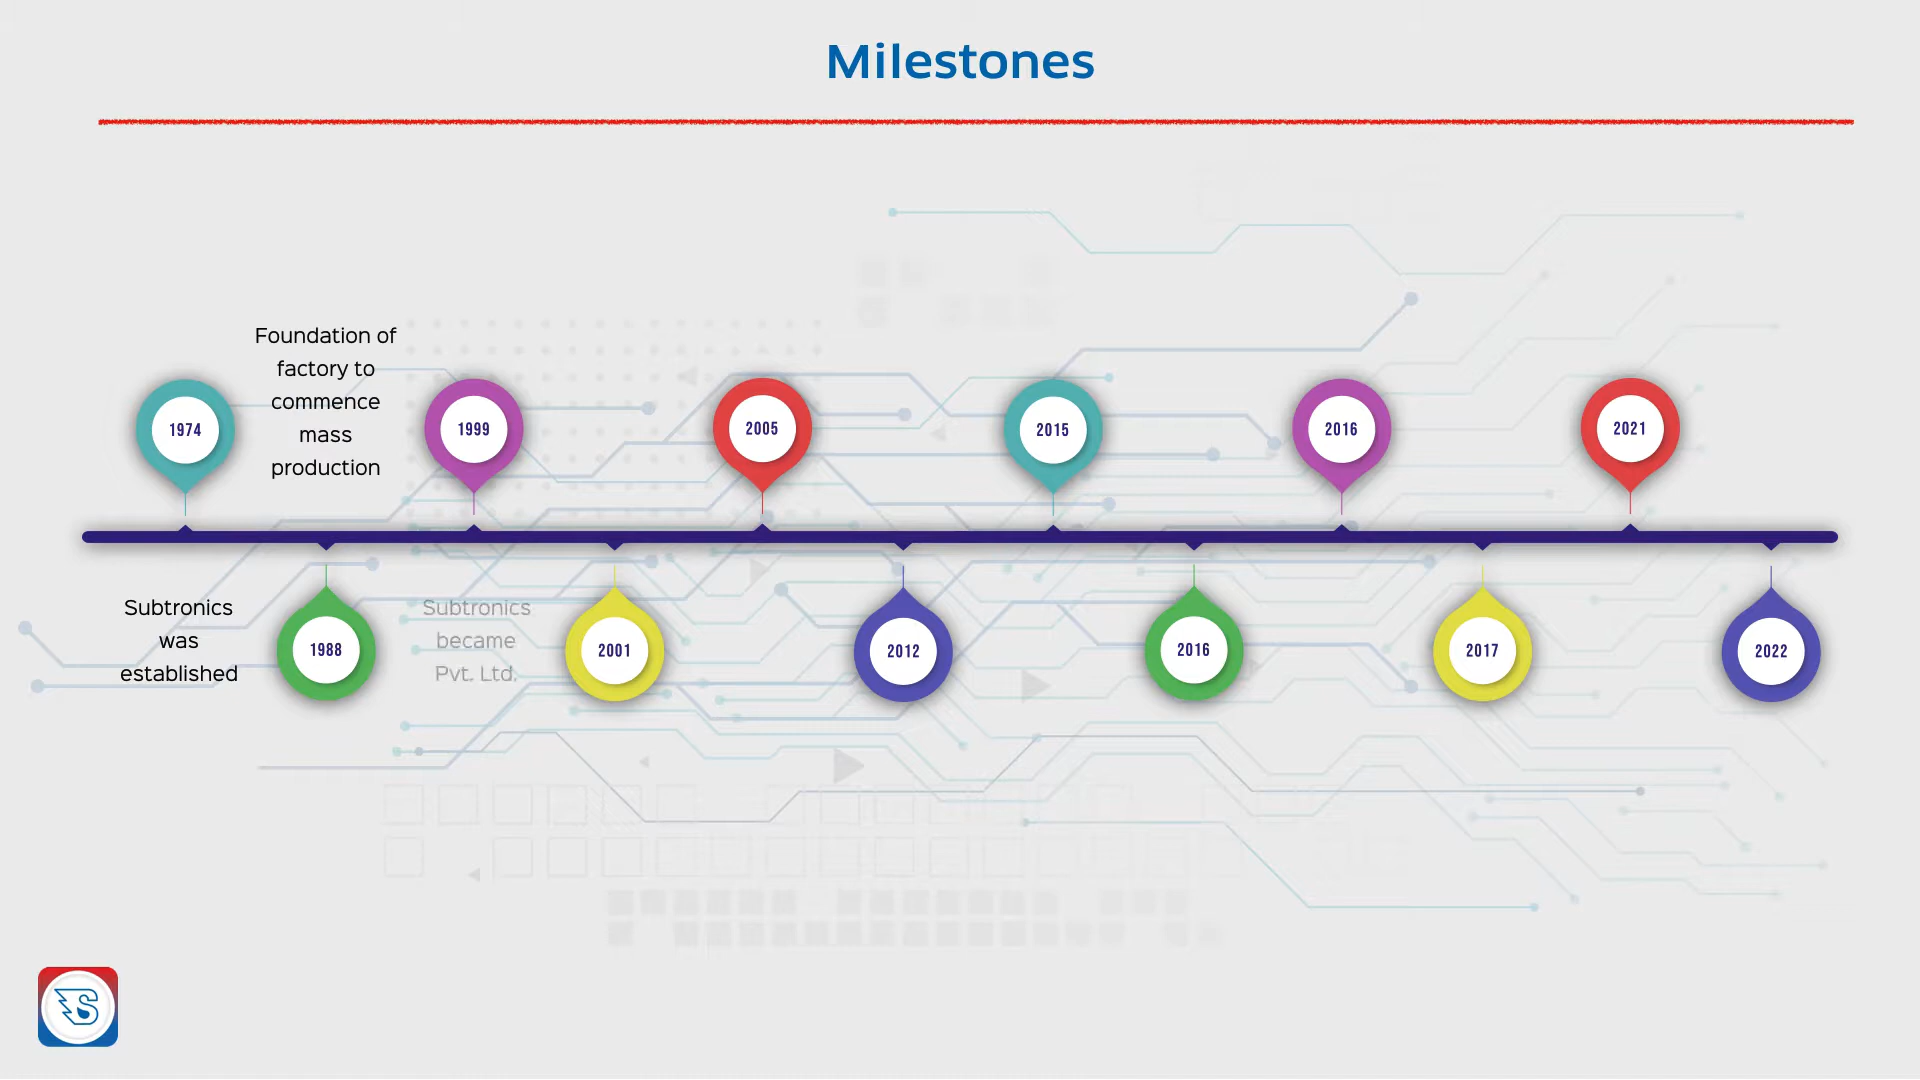 Milestones
Foundation of
factory to
commence
mass
production
1974
1999
2005
2015
2016
2021
Subtronics
was
established
1988
Subtronics
became
Pvt. Ltd.
2001
2012
2016
2017
2022
S